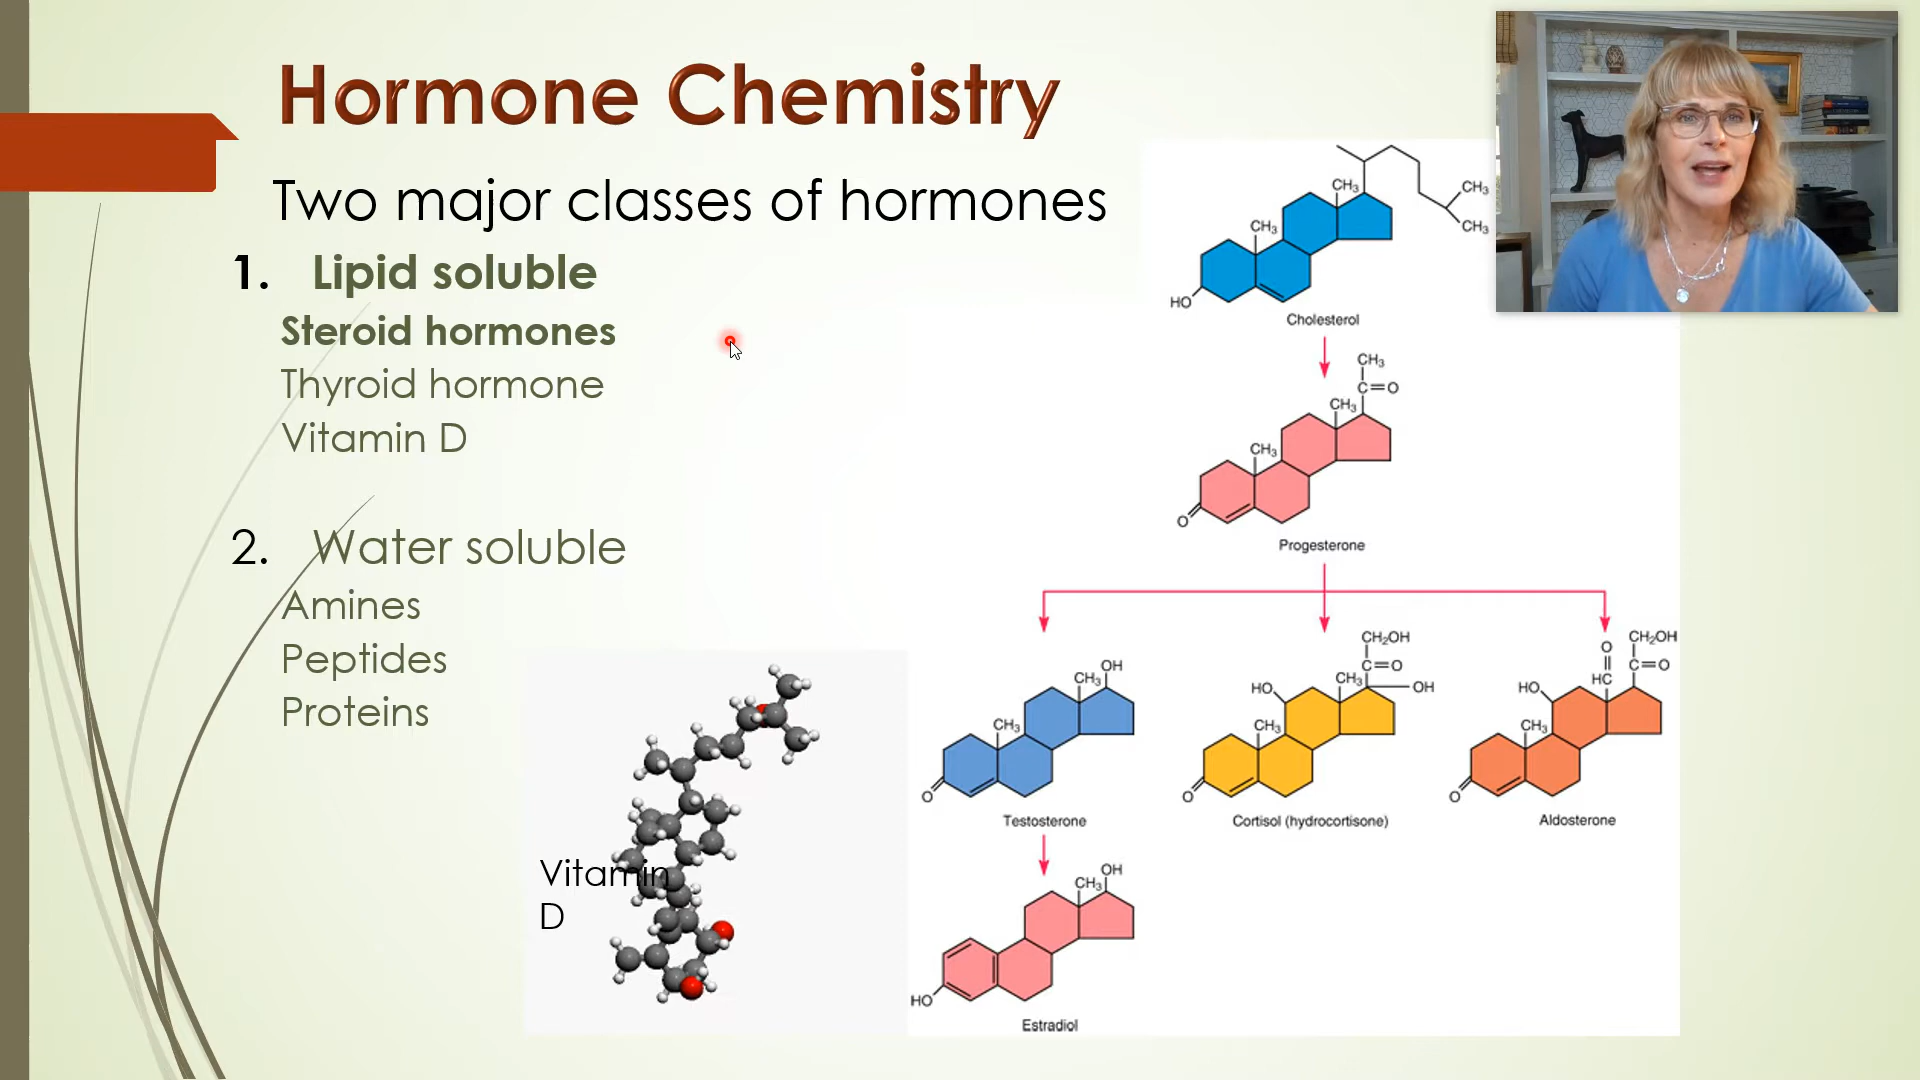 Hormone Chemistry
Two major classes of hormones
1. Lipid soluble
Steroid hormones
Thyroid hormone
Vitamin D
2. Water soluble
Amines
Peptides
Proteins
Vitamin
D
CH₃
CH₃
CH₃
CH₃
HO
Cholesterol
CH₃
C=O
CH₃
CH₃
O
Progesterone
OH
CH₃
CH₃
O
Testosterone
CH₂OH
C=O
HO
CH₃
OH
CH₃
O
Cortisol (hydrocortisone)
CH₂OH
O
C=O
HC
HO
CH₃
O
Aldosterone
OH
CH₃
HO
Estradiol